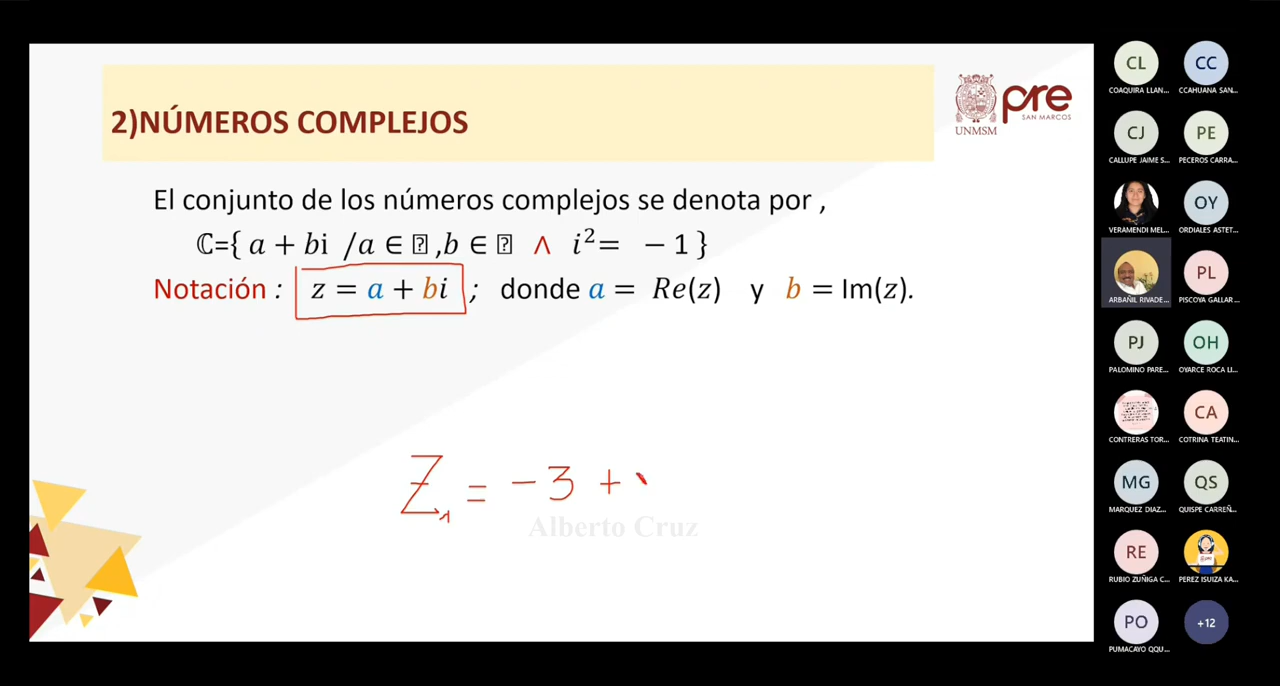 2)NÚMEROS COMPLEJOS
UNMSM
pre
SAN MARCOS
El conjunto de los números complejos se denota por ,
ℂ={ a + bi /a ∈ ⍰ ,b ∈ ⍰ ∧ i²= −1}
Notación : z = a + bi ; donde a = Re(z) y b = Im(z).
Z₁ = -3 +
Alberto Cruz
CL
COAQUIRA LLAN...
CC
CCAHUANA SAN...
CJ
CALLUPE JAIME S...
PE
PECEROS CARRA...
VERAMENDI MEL...
OY
ORDIALES ASTET...
ARBAÑIL RIVADE...
PL
PISCOYA GALLAR...
PJ
PALOMINO PARE...
OH
OYARCE ROCA LI...
CONTRERAS TOR...
CA
COTRINA TEATIN...
MG
MARQUEZ DIAZ...
QS
QUISPE CARREÑ...
RE
RUBIO ZUÑIGA C...
PEREZ ISUIZA KA...
PO
PUMACAYO QQU...
+12